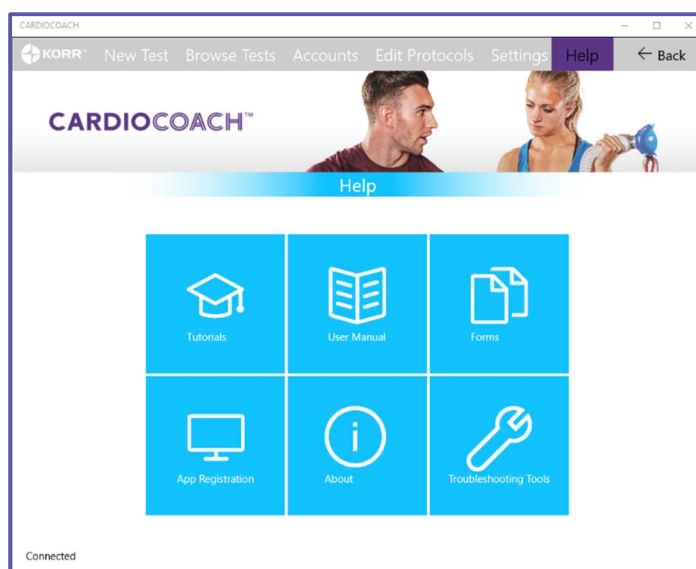 CARDIOCOACH
KORR™ New Test Browse Tests Accounts Edit Protocols Settings Help ← Back
CARDIOCOACH™
Help
Tutorials User Manual Forms
App Registration About Troubleshooting Tools
Connected